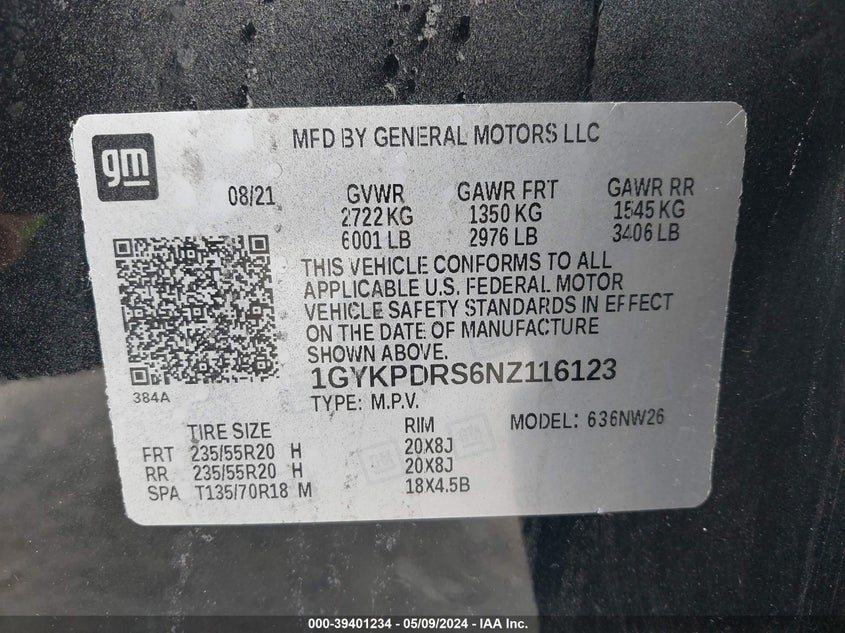 gm
MFD BY GENERAL MOTORS LLC
08/21 GVWR GAWR FRT GAWR RR
2722 KG 1350 KG 1545 KG
6001 LB 2976 LB 3406 LB
THIS VEHICLE CONFORMS TO ALL
APPLICABLE U.S. FEDERAL MOTOR
VEHICLE SAFETY STANDARDS IN EFFECT
ON THE DATE OF MANUFACTURE
SHOWN ABOVE.
384A
1GYKPDRS6NZ116123
TYPE: M.P.V.
TIRE SIZE RIM MODEL: 636NW26
FRT 235/55R20 H 20X8J
RR 235/55R20 H 20X8J
SPA T135/70R18 M 18X4.5B
000-39401234 — 05/09/2024 — IAA Inc.